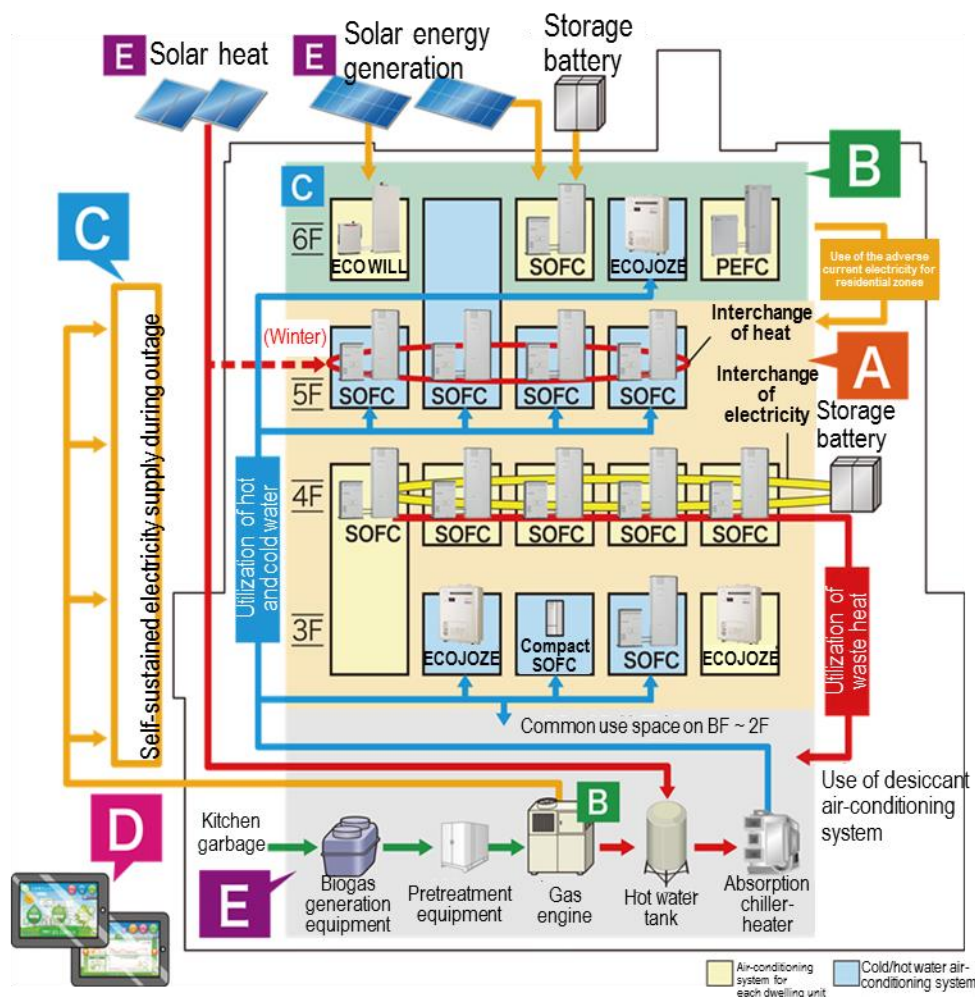 E Solar heat
E Solar energy
generation
Storage
battery
B
C
C
6F
ECO WILL
SOFC
ECOJOZE
PEFC
Use of the adverse
current electricity for
residential zones
Interchange
of heat
A
(Winter)
5F
SOFC
SOFC
SOFC
SOFC
Interchange
of
electricity
Storage
battery
Self-sustained electricity supply during outage
Utilization of hot
and cold water
4F
SOFC
SOFC
SOFC
SOFC
SOFC
Utilization of
waste heat
3F
ECOJOZE
Compact
SOFC
SOFC
ECOJOZE
Common use space on BF ~ 2F
Use of desiccant
air-conditioning
system
D
Kitchen
garbage
B
E
Biogas
generation
equipment
Pretreatment
equipment
Gas
engine
Hot water
tank
Absorption
chiller-
heater
Air-conditioning
system for
each dwelling unit
Cold/hot water air-
conditioning system